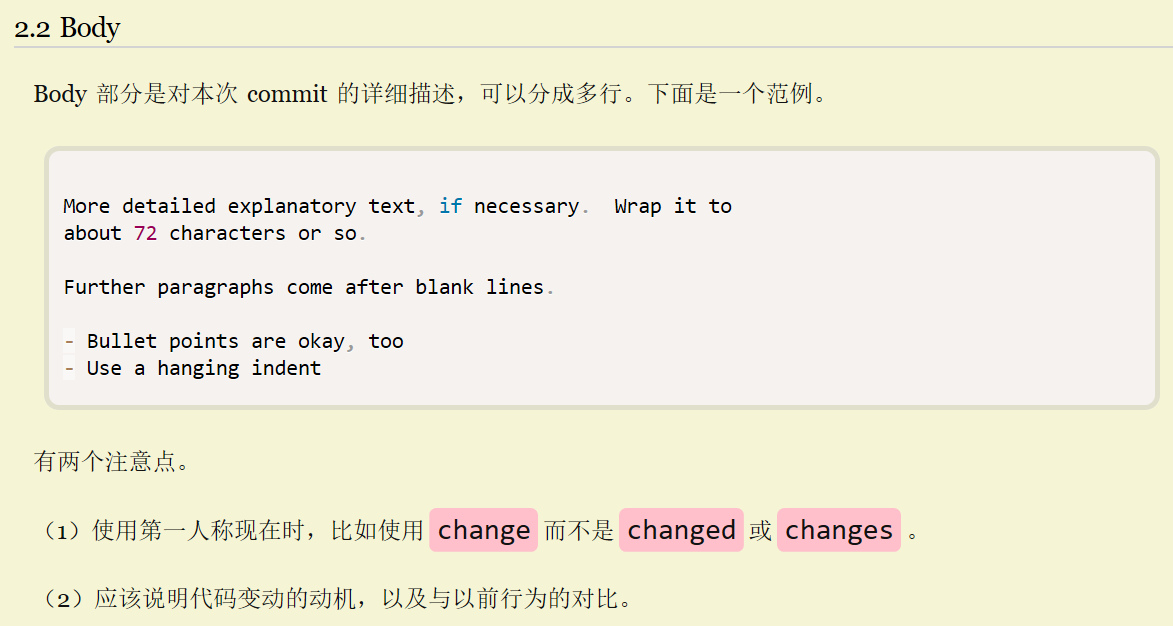 2.2 Body
Body 部分是对本次 commit 的详细描述，可以分成多行。下面是一个范例。
More detailed explanatory text, if necessary.  Wrap it to
about 72 characters or so.
Further paragraphs come after blank lines.
- Bullet points are okay, too
- Use a hanging indent
有两个注意点。
（1）使用第一人称现在时，比如使用 change 而不是 changed 或 changes 。
（2）应该说明代码变动的动机，以及与以前行为的对比。